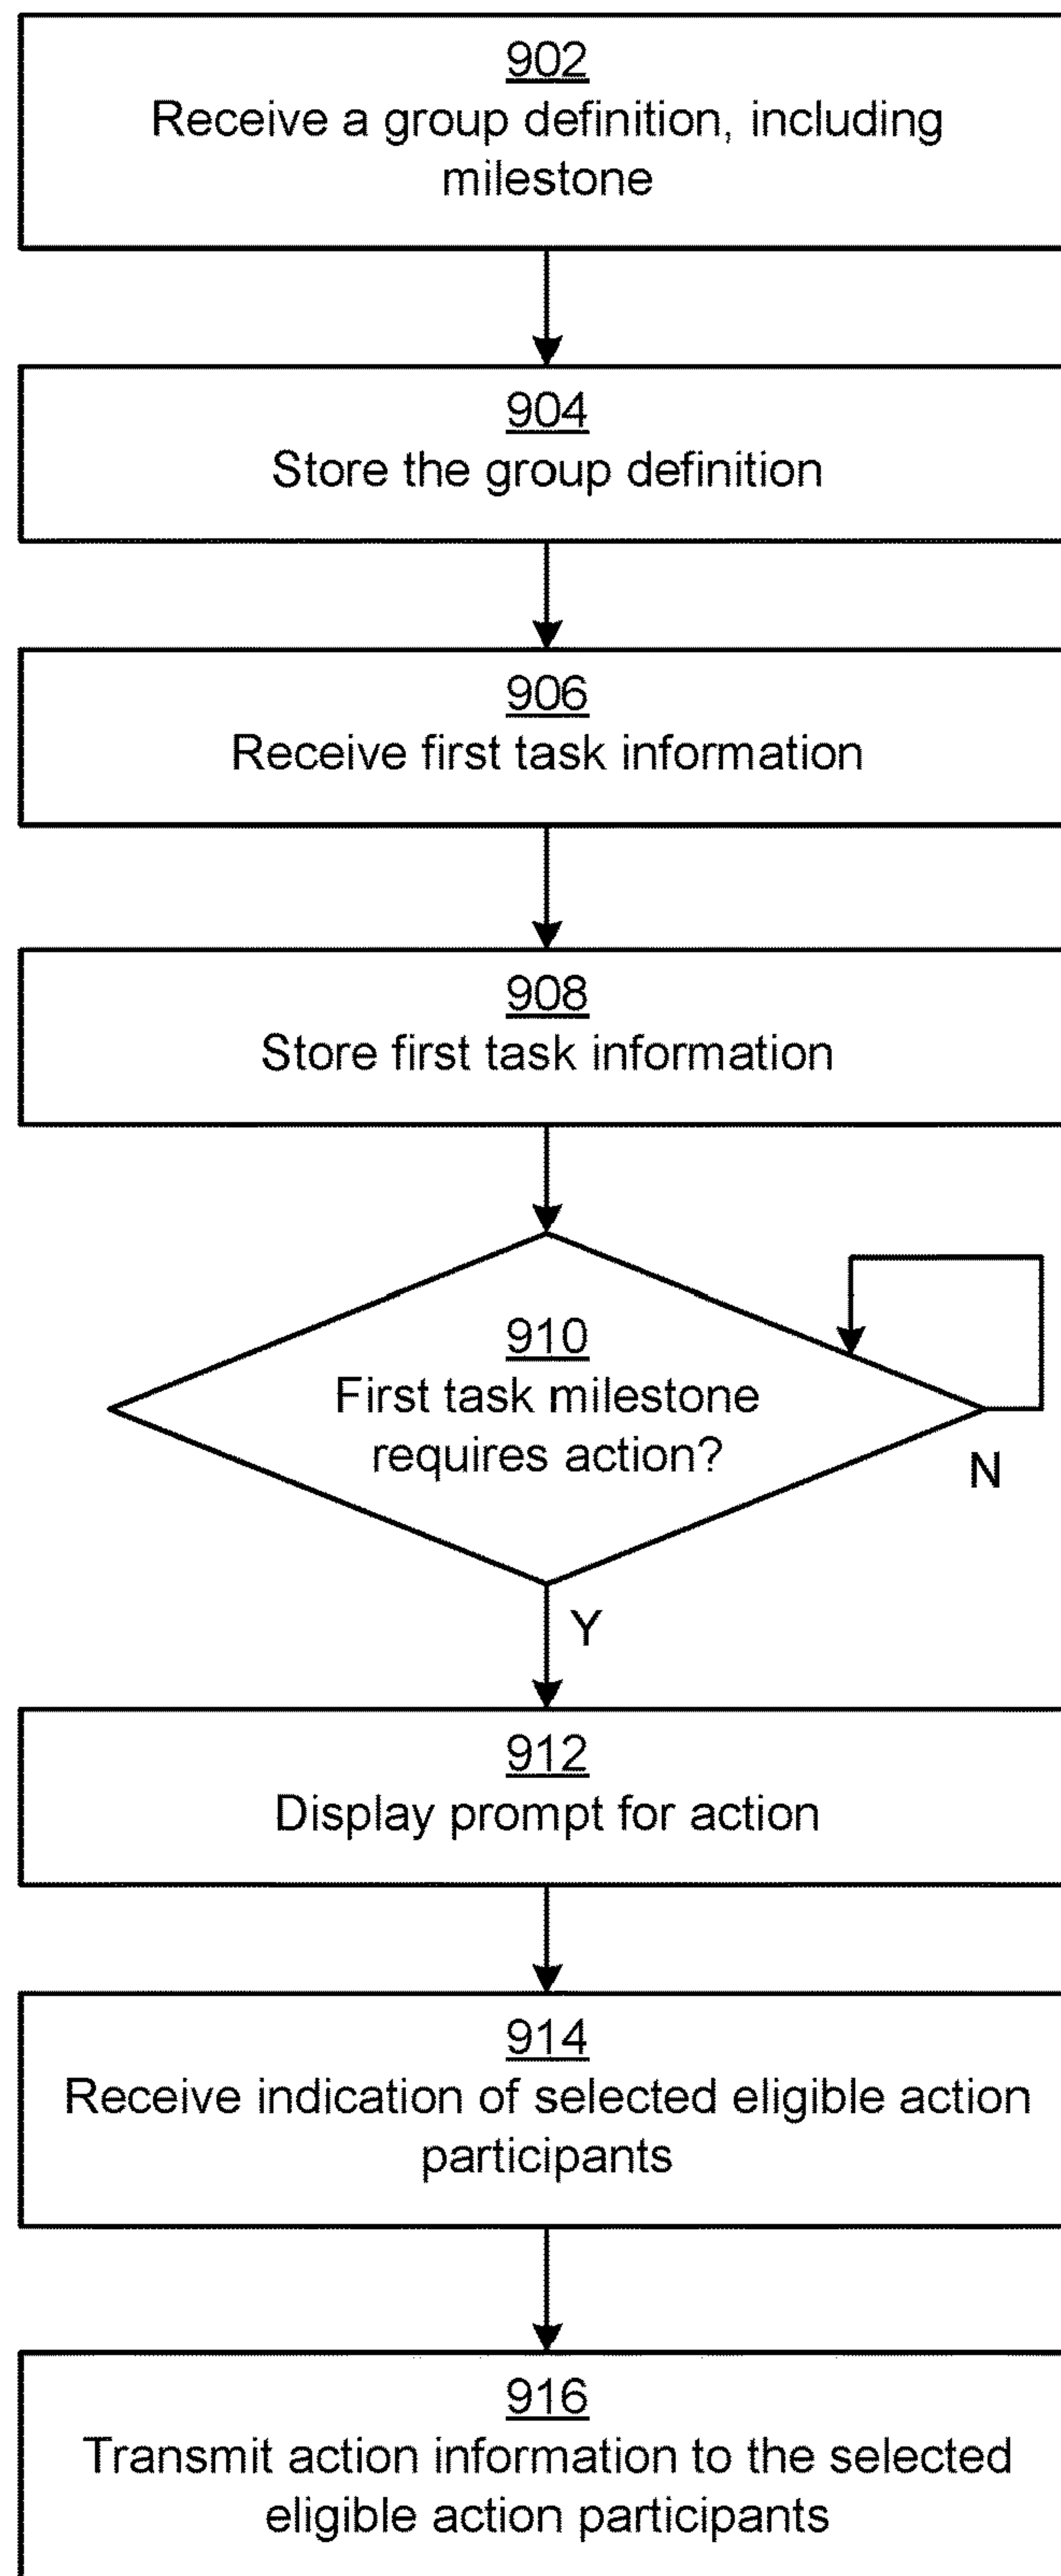 902
Receive a group definition, including
milestone
904
Store the group definition
906
Receive first task information
908
Store first task information
910
First task milestone
requires action?
N
Y
912
Display prompt for action
914
Receive indication of selected eligible action
participants
916
Transmit action information to the selected
eligible action participants